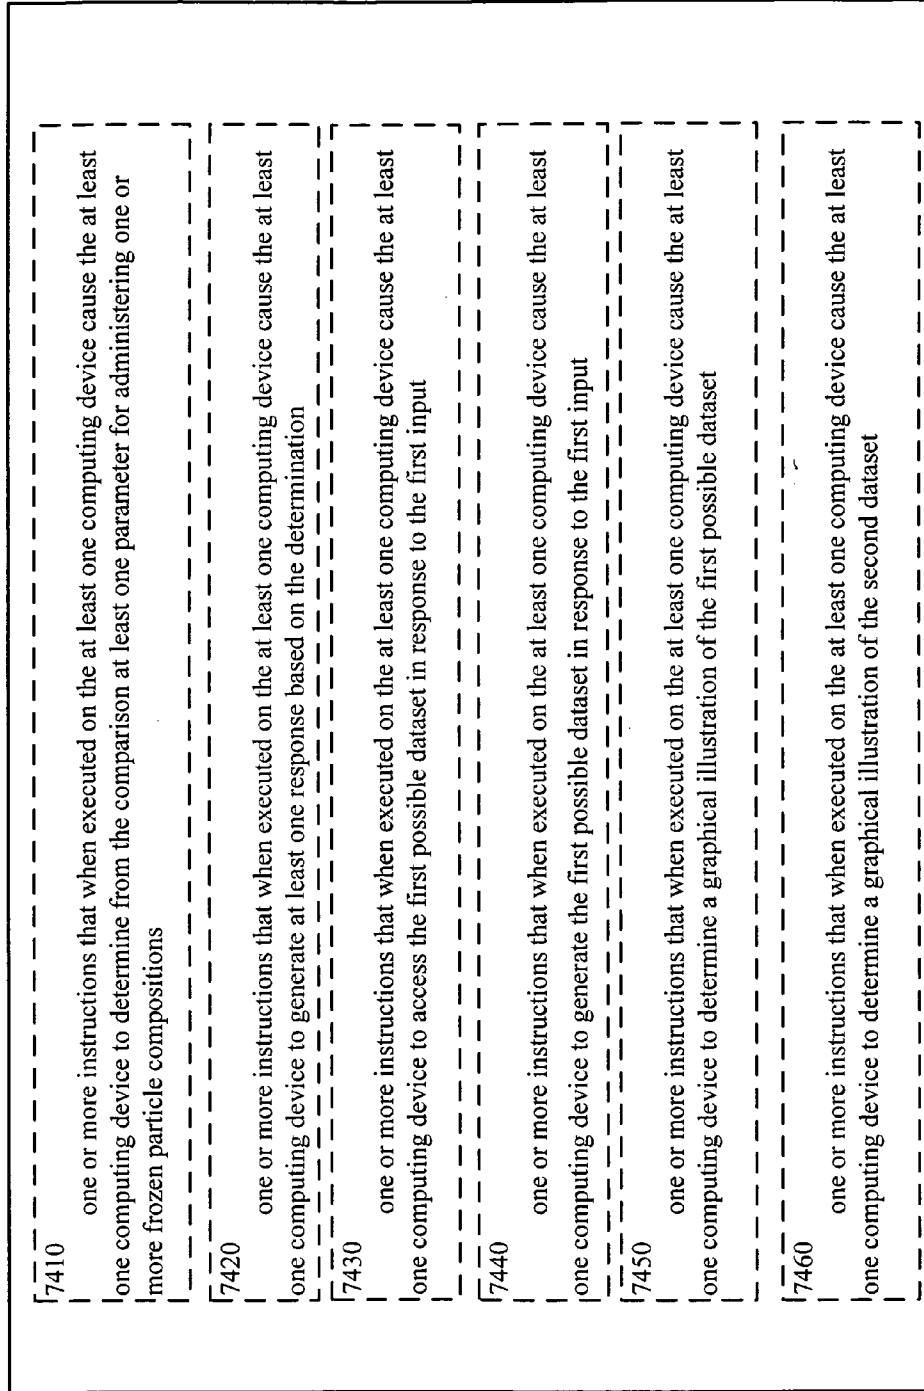 7410
one or more instructions that when executed on the at least one computing device cause the at least
one computing device to determine from the comparison at least one parameter for administering one or
more frozen particle compositions
7420
one or more instructions that when executed on the at least one computing device cause the at least
one computing device to generate at least one response based on the determination
7430
one or more instructions that when executed on the at least one computing device cause the at least
one computing device to access the first possible dataset in response to the first input
7440
one or more instructions that when executed on the at least one computing device cause the at least
one computing device to generate the first possible dataset in response to the first input
7450
one or more instructions that when executed on the at least one computing device cause the at least
one computing device to determine a graphical illustration of the first possible dataset
7460
one or more instructions that when executed on the at least one computing device cause the at least
one computing device to determine a graphical illustration of the second dataset